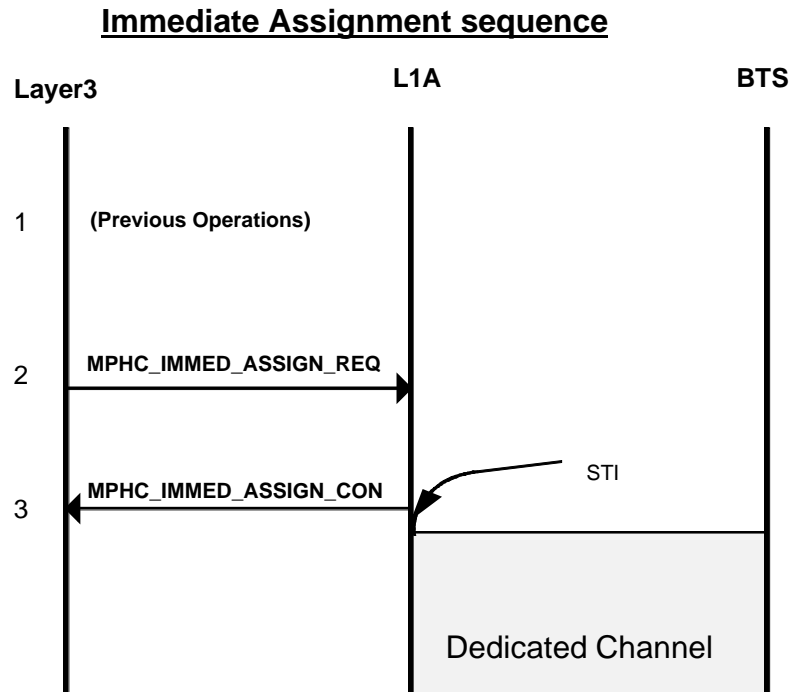 Immediate Assignment sequence
Layer3
L1A
BTS
1
(Previous Operations)
2
MPHC_IMMED_ASSIGN_REQ
STI
3
MPHC_IMMED_ASSIGN_CON
Dedicated Channel